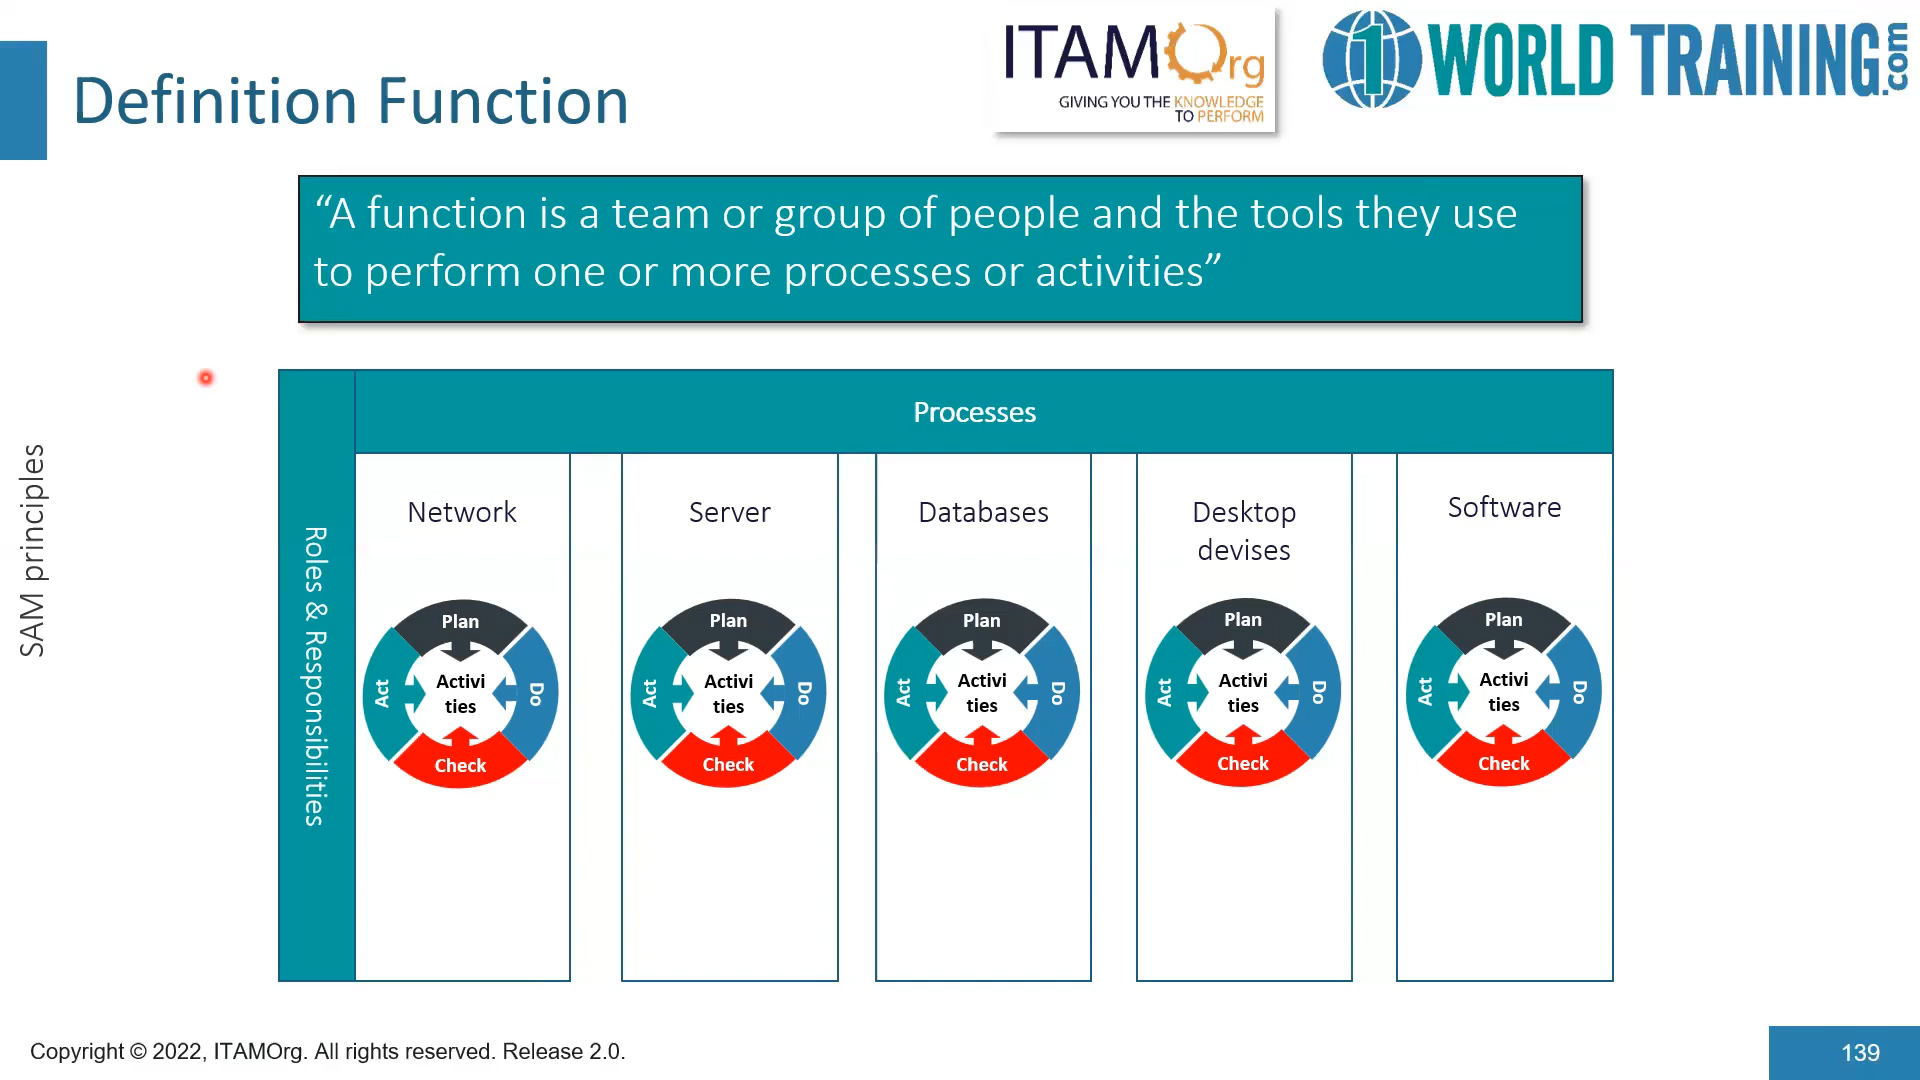 Definition Function
ITAMOrg
GIVING YOU THE KNOWLEDGE
TO PERFORM
1 WORLD TRAINING.com
“A function is a team or group of people and the tools they use
to perform one or more processes or activities”
SAM principles
Roles & Responsibilities
Processes
Network
Plan
Do
Check
Act
Activi
ties
Server
Plan
Do
Check
Act
Activi
ties
Databases
Plan
Do
Check
Act
Activi
ties
Desktop
devises
Plan
Do
Check
Act
Activi
ties
Software
Plan
Do
Check
Act
Activi
ties
Copyright © 2022, ITAMOrg. All rights reserved. Release 2.0.
139